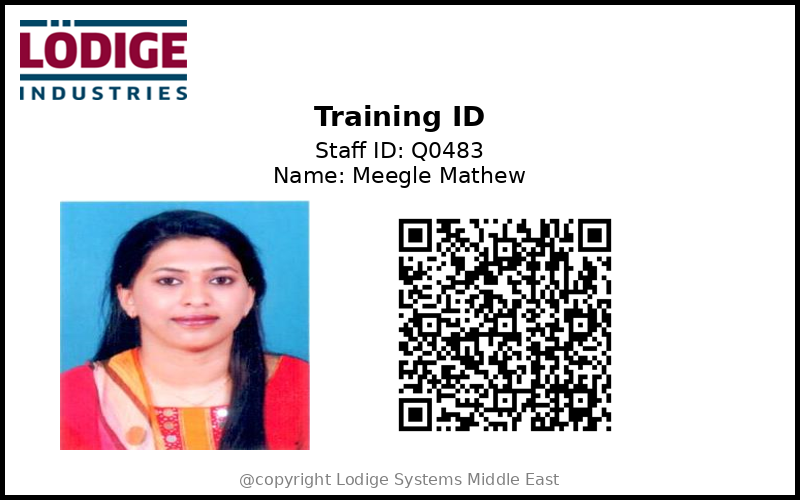 LÖDIGE
INDUSTRIES
Training ID
Staff ID: Q0483
Name: Meegle Mathew
@copyright Lodige Systems Middle East